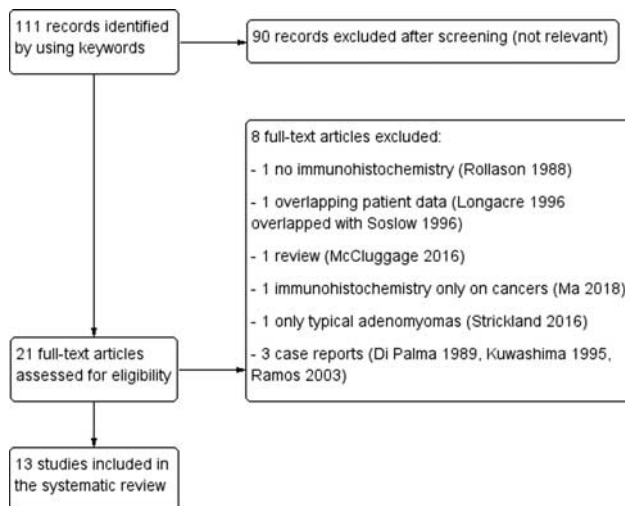 111 records identified
by using keywords
90 records excluded after screening (not relevant)
8 full-text articles excluded:
- 1 no immunohistochemistry (Rollason 1988)
- 1 overlapping patient data (Longacre 1996
overlapped with Soslow 1996)
- 1 review (McCluggage 2016)
- 1 immunohistochemistry only on cancers (Ma 2018)
- 1 only typical adenomyomas (Strickland 2016)
- 3 case reports (Di Palma 1989, Kuwashima 1995,
Ramos 2003)
21 full-text articles
assessed for eligibility
13 studies included in
the systematic review